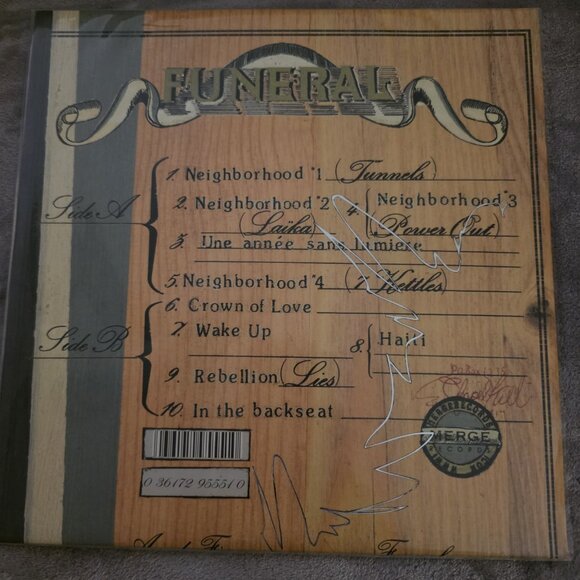 FUNERAL
Side A
1. Neighborhood #1 (Tunnels)
2. Neighborhood #2
(Laïka)
3. Une année sans lumiere
4. Neighborhood #3
(Power Out)
5. Neighborhood #4 (7. Kettles)
Side B
6. Crown of Love
7. Wake Up
8. Haiti
9. Rebellion (Lies)
10. In the backseat
MERGE
RECORDS
0 36172 95551 0